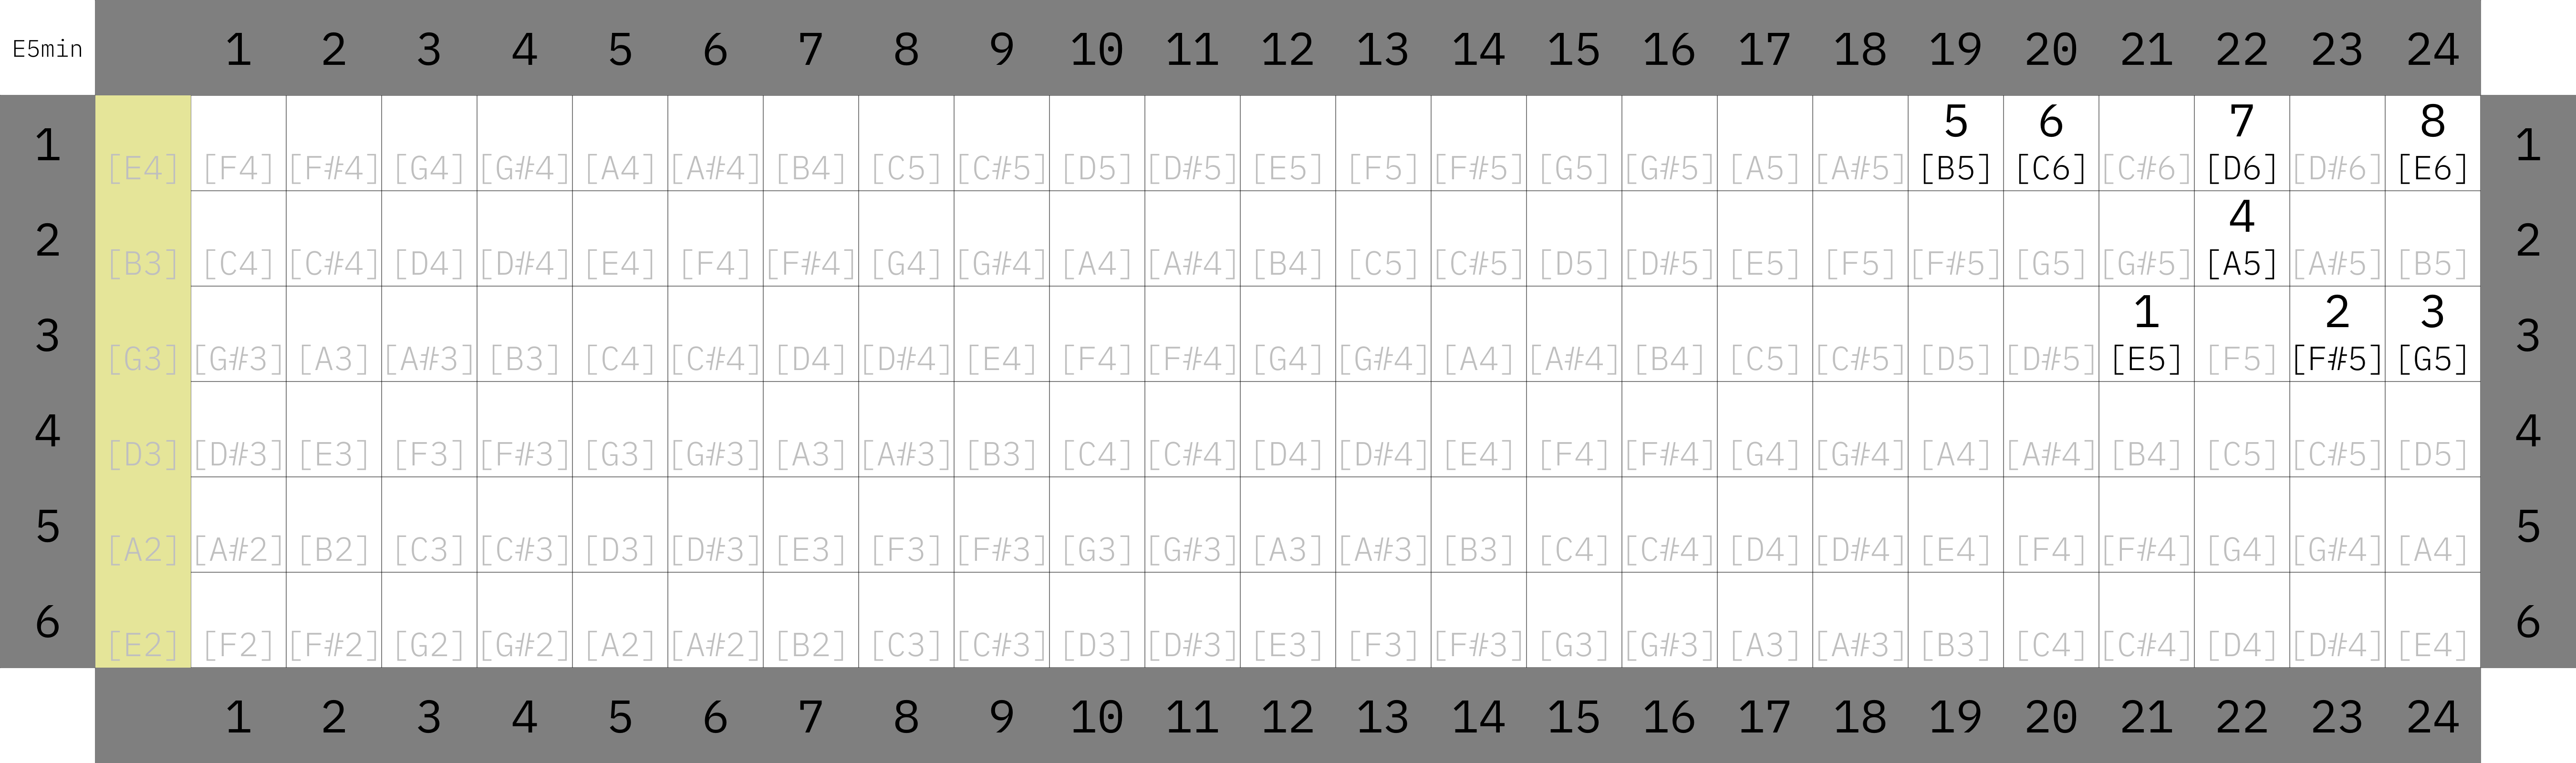 E5min 1 2 3 4 5 6 7 8 9 10 11 12 13 14 15 16 17 18 19 20 21 22 23 24
5 6 7 8
1 [E4] [F4] [F#4] [G4] [G#4] [A4] [A#4] [B4] [C5] [C#5] [D5] [D#5] [E5] [F5] [F#5] [G5] [G#5] [A5] [A#5] [B5] [C6] [C#6] [D6] [D#6] [E6] 1
4
2 [B3] [C4] [C#4] [D4] [D#4] [E4] [F4] [F#4] [G4] [G#4] [A4] [A#4] [B4] [C5] [C#5] [D5] [D#5] [E5] [F5] [F#5] [G5] [G#5] [A5] [A#5] [B5] 2
1 2 3
3 [G3] [G#3] [A3] [A#3] [B3] [C4] [C#4] [D4] [D#4] [E4] [F4] [F#4] [G4] [G#4] [A4] [A#4] [B4] [C5] [C#5] [D5] [D#5] [E5] [F5] [F#5] [G5] 3
4 [D3] [D#3] [E3] [F3] [F#3] [G3] [G#3] [A3] [A#3] [B3] [C4] [C#4] [D4] [D#4] [E4] [F4] [F#4] [G4] [G#4] [A4] [A#4] [B4] [C5] [C#5] [D5] 4
5 [A2] [A#2] [B2] [C3] [C#3] [D3] [D#3] [E3] [F3] [F#3] [G3] [G#3] [A3] [A#3] [B3] [C4] [C#4] [D4] [D#4] [E4] [F4] [F#4] [G4] [G#4] [A4] 5
6 [E2] [F2] [F#2] [G2] [G#2] [A2] [A#2] [B2] [C3] [C#3] [D3] [D#3] [E3] [F3] [F#3] [G3] [G#3] [A3] [A#3] [B3] [C4] [C#4] [D4] [D#4] [E4] 6
1 2 3 4 5 6 7 8 9 10 11 12 13 14 15 16 17 18 19 20 21 22 23 24